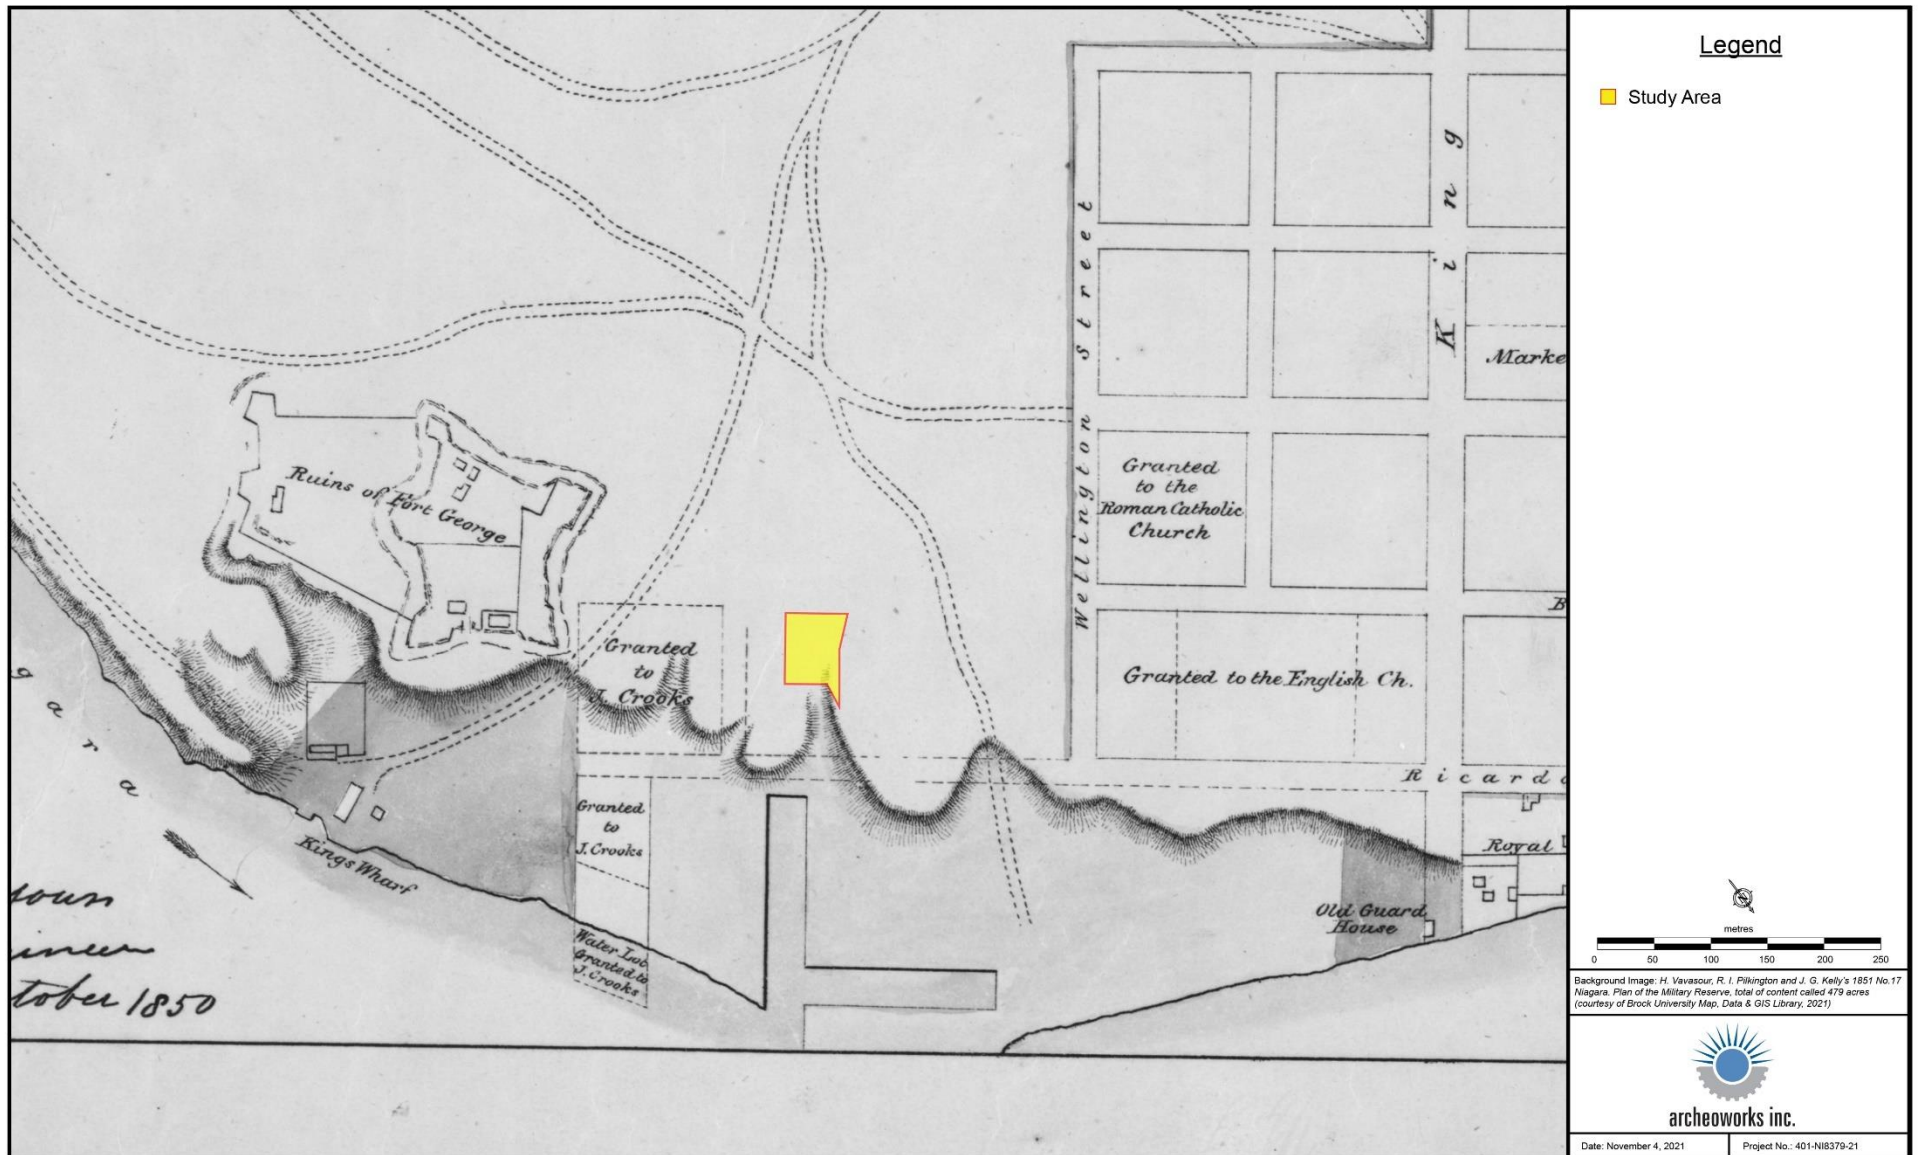 Legend
Study Area
King
Wellington Street
Marke
Granted
to the
Roman Catholic
Church
Ruins of Fort George
B
Granted
to
J. Crooks
Granted to the English Ch.
Ricardo
gara
Granted
to
J. Crooks
Royal
Kings Wharf
Old Guard
House
Water Lot
Granted to
J. Crooks
ineer
tober 1850
metres
0 50 100 150 200 250
Background Image: H. Vavasour, R. I. Pilkington and J. G. Kelly's 1851 No.17
Niagara. Plan of the Military Reserve, total of content called 479 acres
(courtesy of Brock University Map, Data & GIS Library, 2021)
archeoworks inc.
Date: November 4, 2021
Project No.: 401-NI8379-21